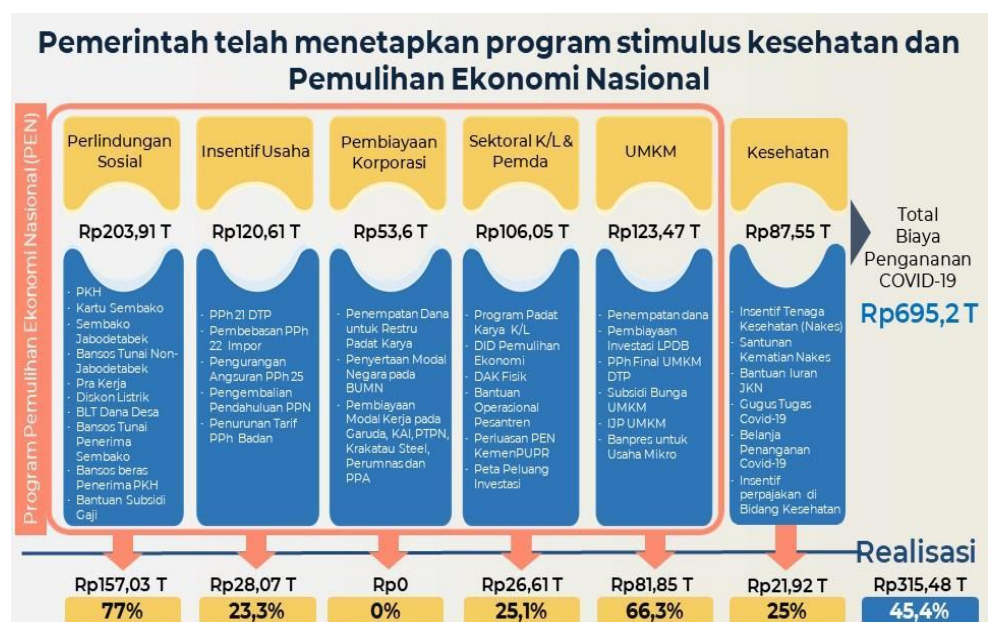 Pemerintah telah menetapkan program stimulus kesehatan dan
Pemulihan Ekonomi Nasional
Program Pemulihan Ekonomi Nasional (PEN)
Perlindungan
Sosial
Rp203,91 T
- PKH
- Kartu Sembako
- Sembako
Jabodetabek
- Bansos Tunai Non-
Jabodetabek
- Pra Kerja
- Diskon Listrik
- BLT Dana Desa
- Bansos Tunai
Penerima
Sembako
- Bansos beras
Penerima PKH
- Bantuan Subsidi
Gaji
Insentif Usaha
Rp120,61 T
- PPh 21 DTP
- Pembebasan PPh
22 Impor
- Pengurangan
Angsuran PPh 25
- Pengembalian
Pendahuluan PPN
- Penurunan Tarif
PPh Badan
Pembiayaan
Korporasi
Rp53,6 T
- Penempatan Dana
untuk Restru
Padat Karya
- Penyertaan Modal
Negara pada
BUMN
- Pembiayaan
Modal Kerja pada
Garuda, KAI, PTPN,
Krakatau Steel,
Perumnas dan
PPA
Sektoral K/L &
Pemda
Rp106,05 T
- Program Padat
Karya K/L
- DID Pemulihan
Ekonomi
- DAK Fisik
- Bantuan
Operasional
Pesantren
- Perluasan PEN
KemenPUPR
- Peta Peluang
Investasi
UMKM
Rp123,47 T
- Penempatan dana
- Pembiayaan
Investasi LPDB
- PPh Final UMKM
DTP
- Subsidi Bunga
UMKM
- IJP UMKM
- Banpres untuk
Usaha Mikro
Kesehatan
Rp87,55 T
- Insentif Tenaga
Kesehatan (Nakes)
- Santunan
Kematian Nakes
- Bantuan Iuran
JKN
- Gugus Tugas
Covid-19
- Belanja
Penanganan
Covid-19
- Insentif
perpajakan di
Bidang Kesehatan
Total
Biaya
Pengananan
COVID-19
Rp695,2 T
Realisasi
Rp157,03 T
77%
Rp28,07 T
23,3%
Rp0
0%
Rp26,61 T
25,1%
Rp81,85 T
66,3%
Rp21,92 T
25%
Rp315,48 T
45,4%